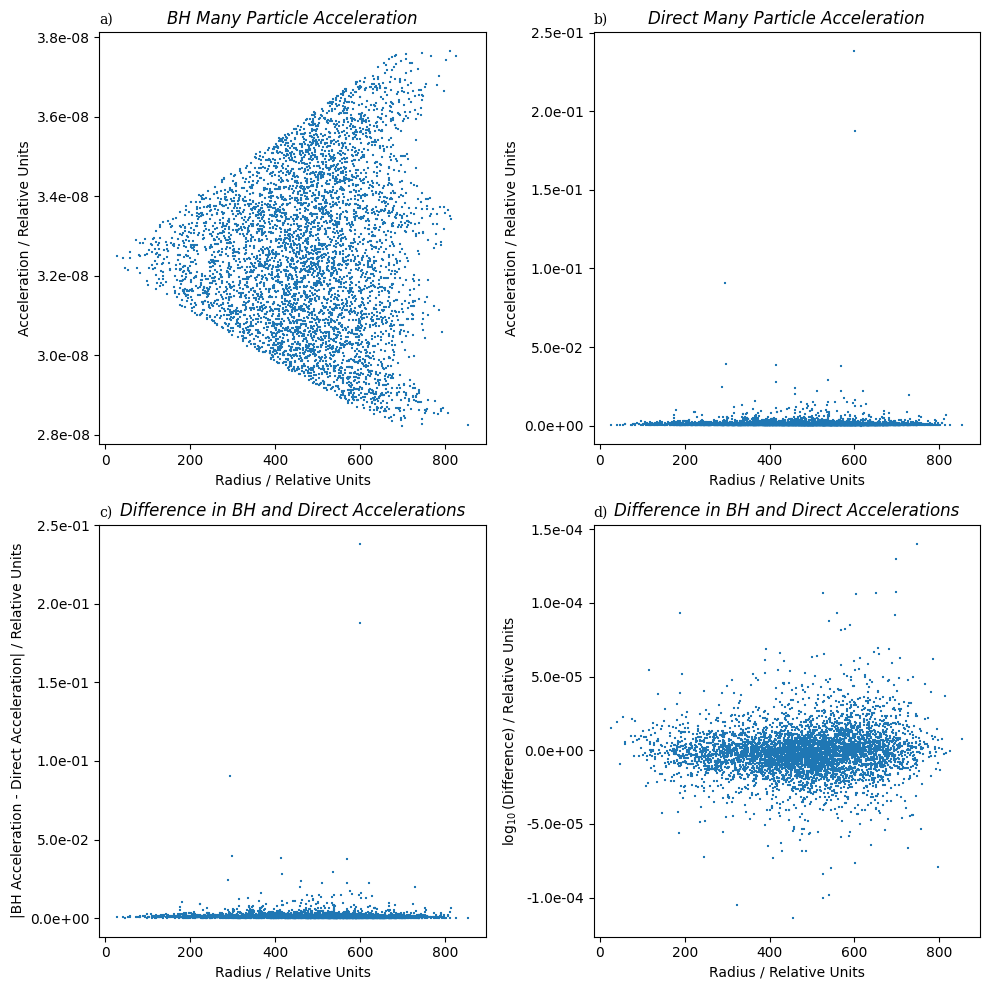 a) BH Many Particle Acceleration
3.8e-08
3.6e-08
3.4e-08
3.2e-08
3.0e-08
2.8e-08
Acceleration / Relative Units
0 200 400 600 800
Radius / Relative Units
b) Direct Many Particle Acceleration
2.5e-01
2.0e-01
1.5e-01
1.0e-01
5.0e-02
0.0e+00
Acceleration / Relative Units
0 200 400 600 800
Radius / Relative Units
c) Difference in BH and Direct Accelerations
2.5e-01
2.0e-01
1.5e-01
1.0e-01
5.0e-02
0.0e+00
|BH Acceleration - Direct Acceleration| / Relative Units
0 200 400 600 800
Radius / Relative Units
d) Difference in BH and Direct Accelerations
1.5e-04
1.0e-04
5.0e-05
0.0e+00
-5.0e-05
-1.0e-04
log₁₀(Difference) / Relative Units
0 200 400 600 800
Radius / Relative Units